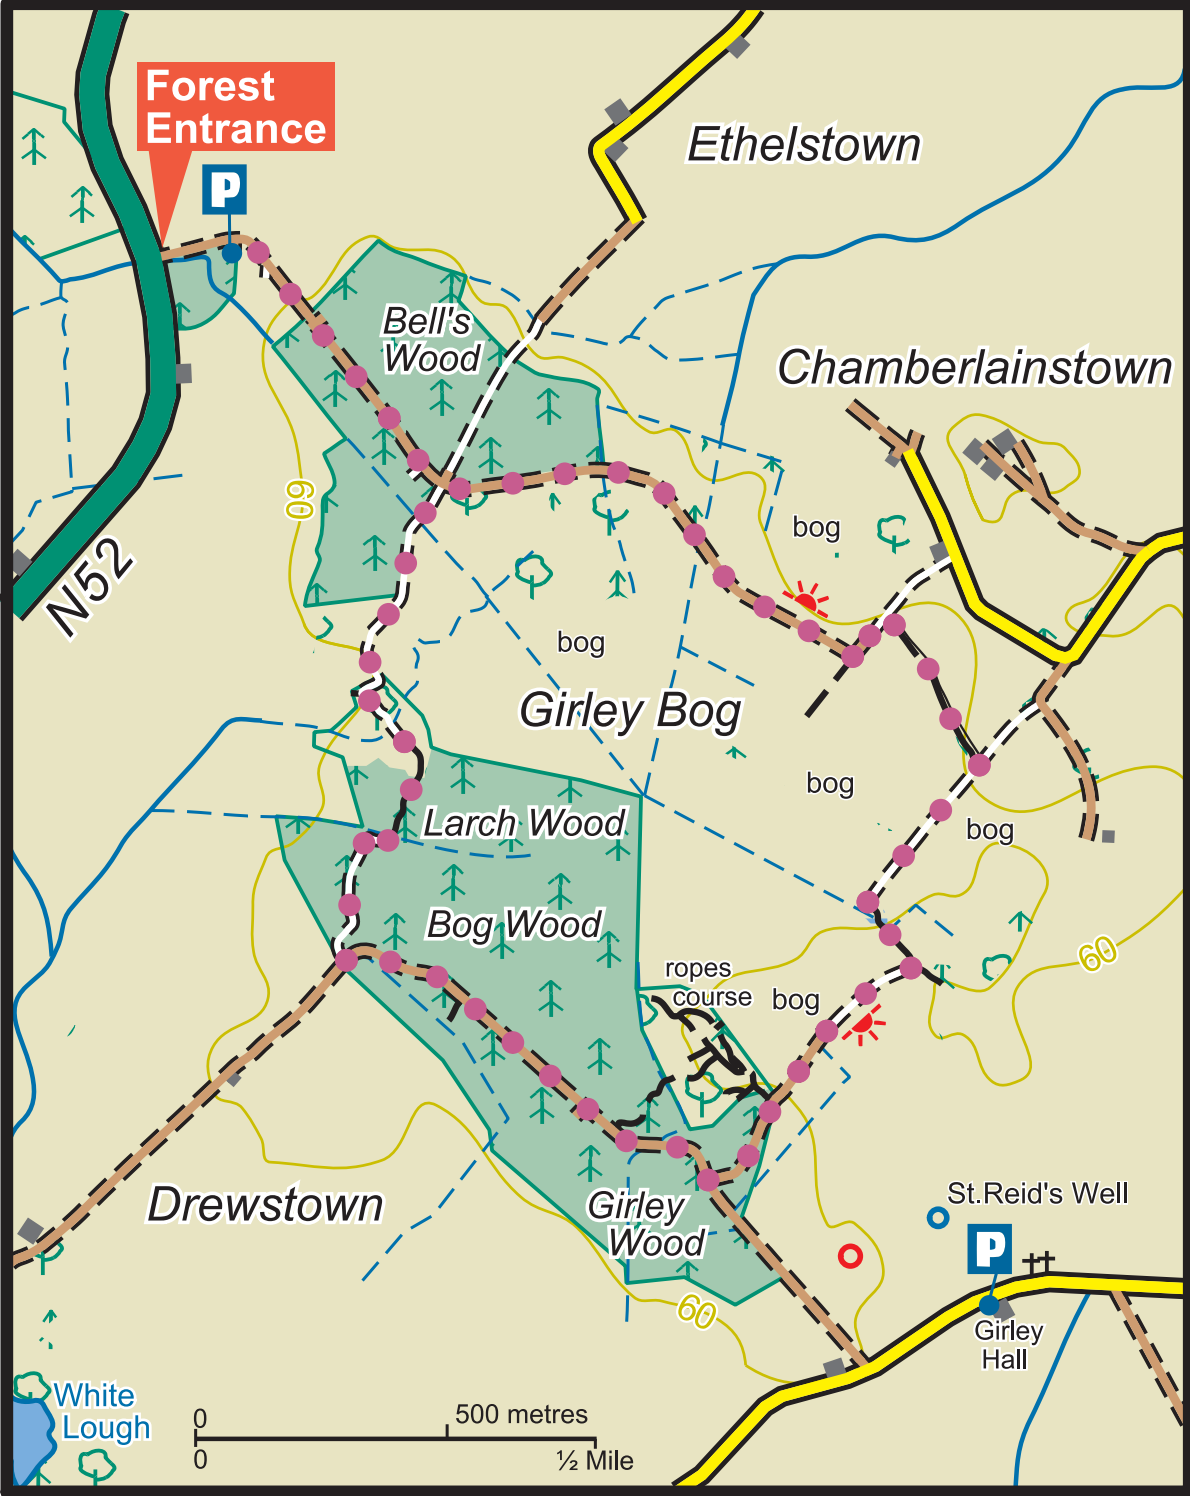 Forest
Entrance
P
Ethelstown
Bell's
Wood
Chamberlainstown
60
bog
N52
bog
Girley Bog
bog
Larch Wood
bog
Bog Wood
60
ropes
course
bog
Drewstown
Girley
Wood
St.Reid's Well
P
60
Girley
Hall
White
Lough
0
500 metres
0
½ Mile